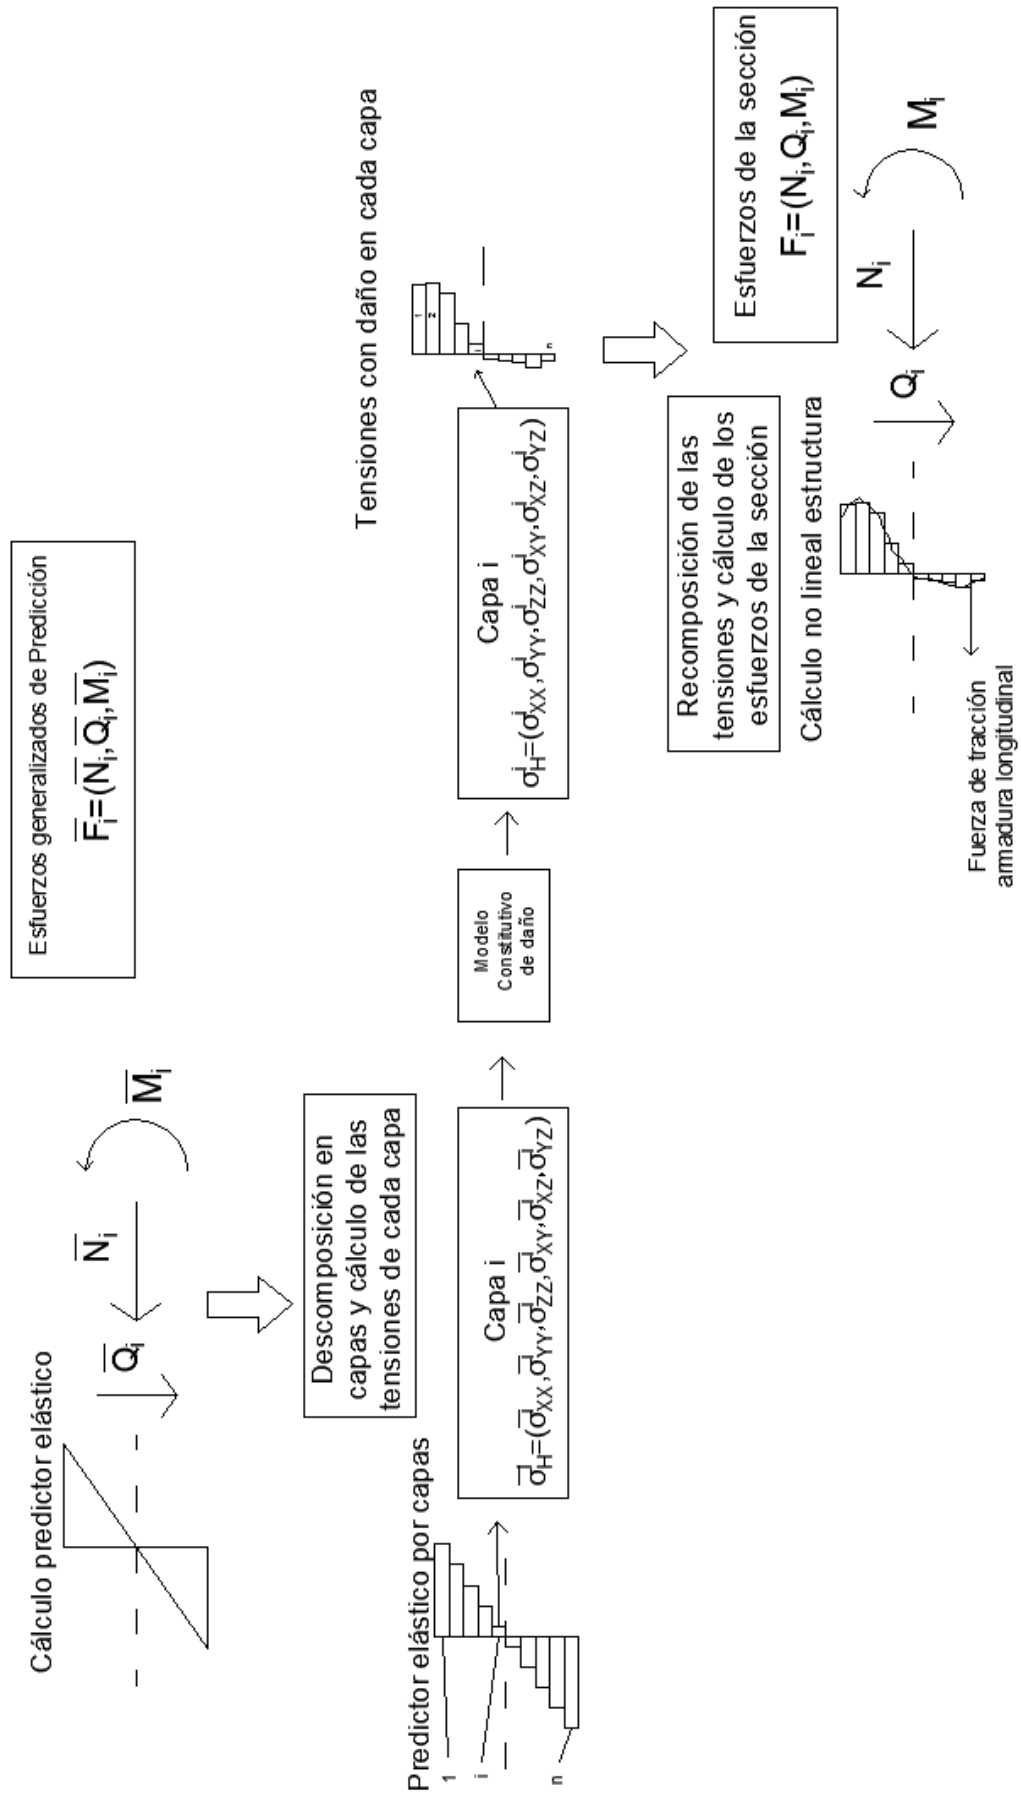 Cálculo predictor elástico
Q̅i
N̅i
M̅i
Esfuerzos generalizados de Predicción
F̅i=(N̅i,Q̅i,M̅i)
Descomposición en
capas y cálculo de las
tensiones de cada capa
Predictor elástico por capas
1
i
n
Capa i
σ̅ⁱH=(σ̅ⁱXX,σ̅ⁱYY,σ̅ⁱZZ,σ̅ⁱXY,σ̅ⁱXZ,σ̅ⁱYZ)
Modelo
Constitutivo
de daño
Capa i
σⁱH=(σⁱXX,σⁱYY,σⁱZZ,σⁱXY,σⁱXZ,σⁱYZ)
Tensiones con daño en cada capa
1
2
i
n
Recomposición de las
tensiones y cálculo de los
esfuerzos de la sección
Esfuerzos de la sección
Fi=(Ni,Qi,Mi)
Cálculo no lineal estructura
Qi
Ni
Mi
Fuerza de tracción
armadura longitudinal